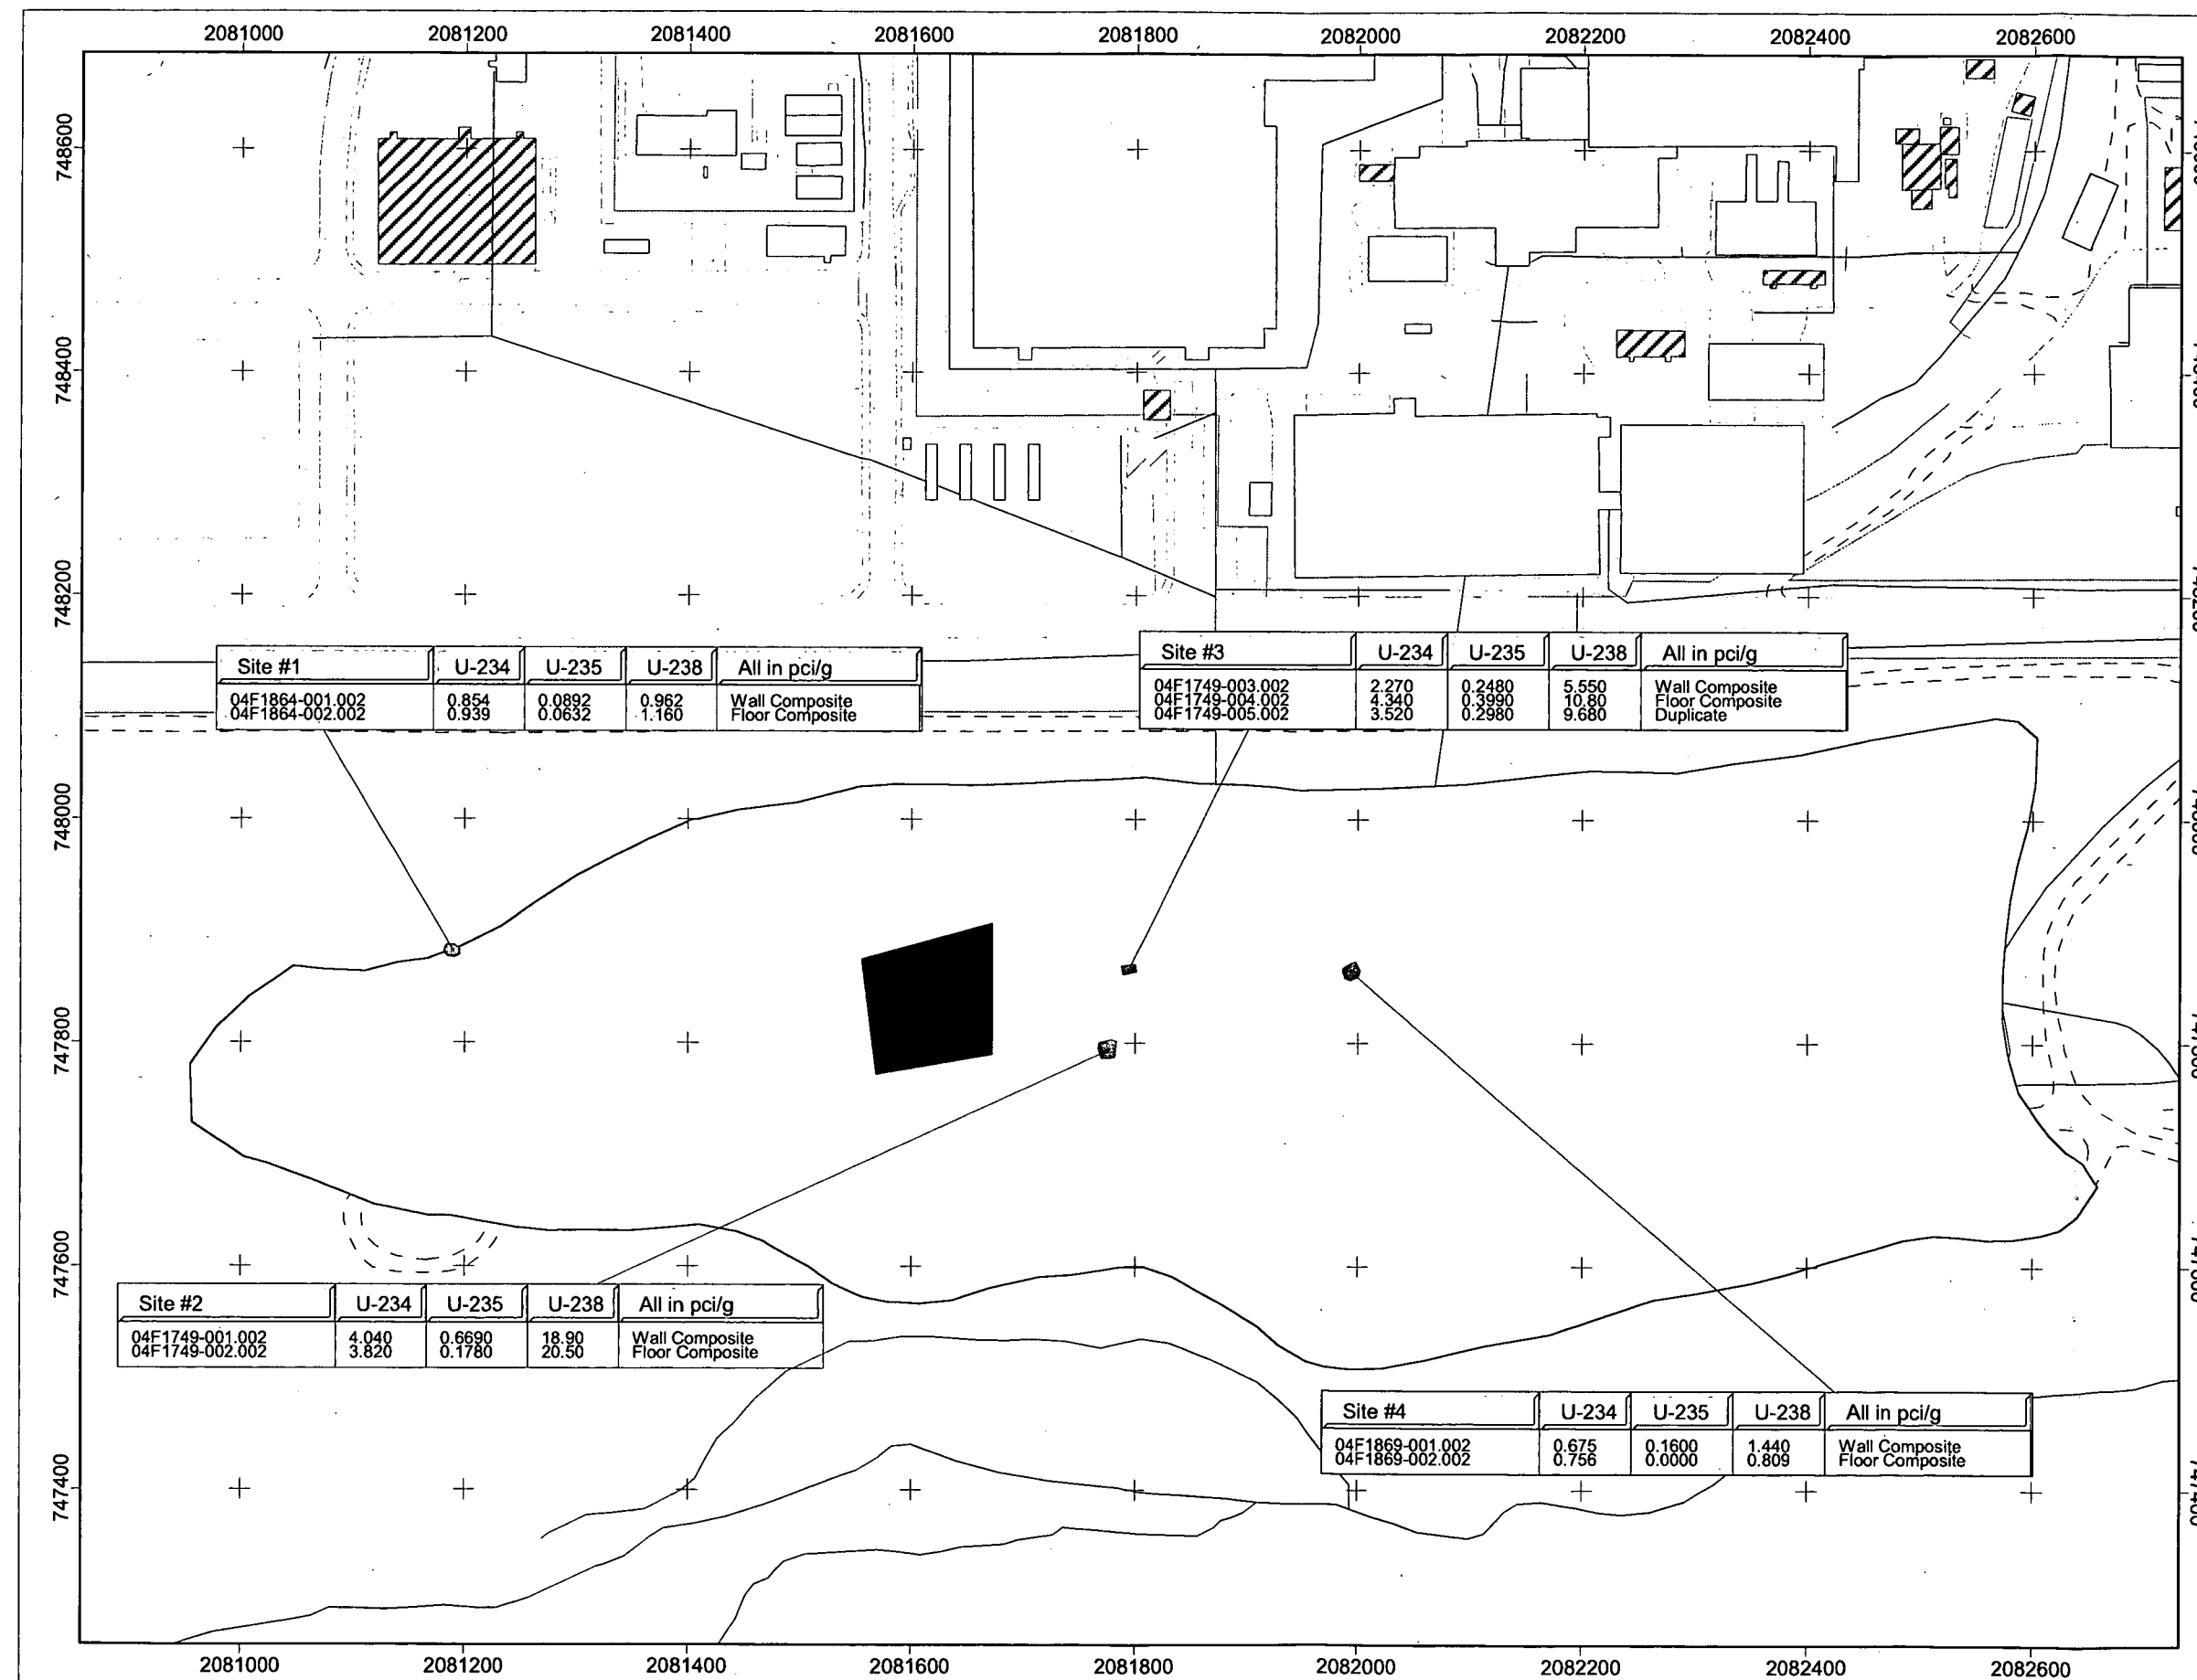 2081000 2081200 2081400 2081600 2081800 2082000 2082200 2082400 2082600
748600
748400
748200
748000
747800
747600
747400
Site #1 U-234 U-235 U-238 All in pci/g
04F1864-001.002 0.854 0.0892 0.962 Wall Composite
04F1864-002.002 0.939 0.0632 1.160 Floor Composite
Site #3 U-234 U-235 U-238 All in pci/g
04F1749-003.002 2.270 0.2480 5.550 Wall Composite
04F1749-004.002 4.340 0.3990 10.80 Floor Composite
04F1749-005.002 3.520 0.2980 9.680 Duplicate
Site #2 U-234 U-235 U-238 All in pci/g
04F1749-001.002 4.040 0.6690 18.90 Wall Composite
04F1749-002.002 3.820 0.1780 20.50 Floor Composite
Site #4 U-234 U-235 U-238 All in pci/g
04F1869-001.002 0.675 0.1600 1.440 Wall Composite
04F1869-002.002 0.756 0.0000 0.809 Floor Composite
2081000 2081200 2081400 2081600 2081800 2082000 2082200 2082400 2082600